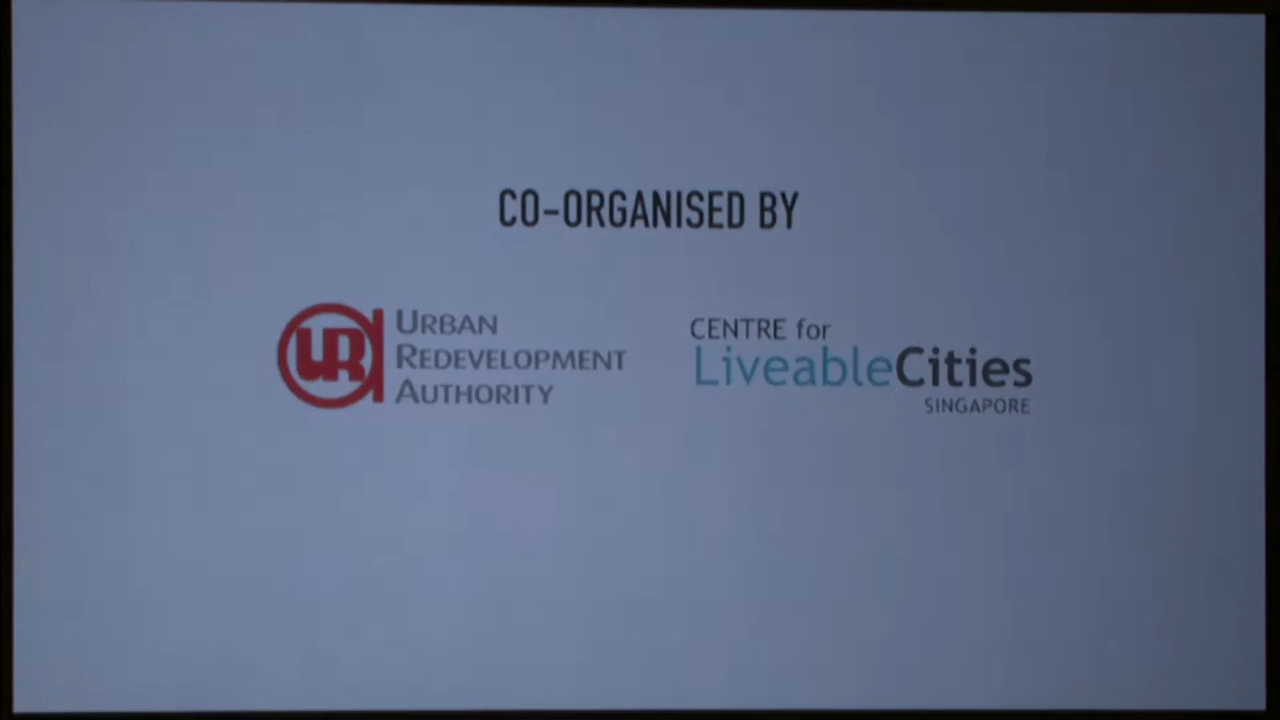 CO-ORGANISED BY
UR
URBAN
REDEVELOPMENT
AUTHORITY
CENTRE for
LiveableCities
SINGAPORE